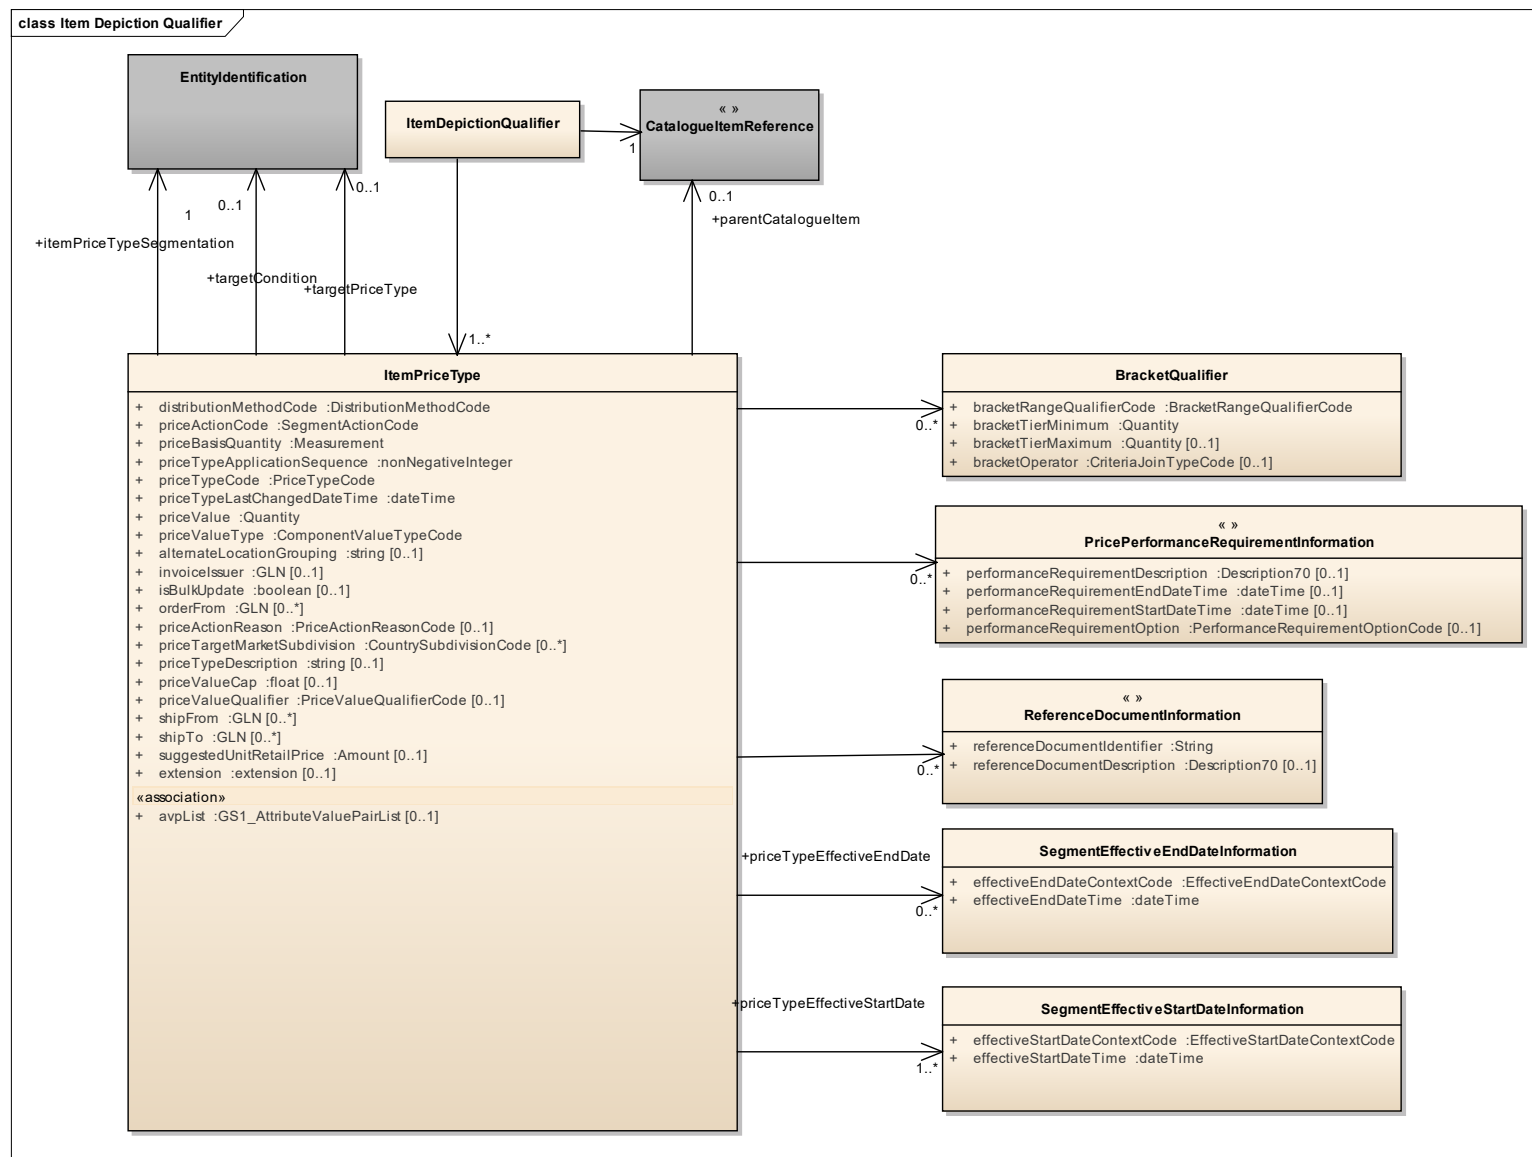 class Item Depiction Qualifier
EntityIdentification
ItemDepictionQualifier
« »
CatalogueItemReference
1
0..1
+parentCatalogueItem
1
+itemPriceTypeSegmentation
0..1
+targetCondition
0..1
+targetPriceType
1..*
ItemPriceType
+ distributionMethodCode :DistributionMethodCode
+ priceActionCode :SegmentActionCode
+ priceBasisQuantity :Measurement
+ priceTypeApplicationSequence :nonNegativeInteger
+ priceTypeCode :PriceTypeCode
+ priceTypeLastChangedDateTime :dateTime
+ priceValue :Quantity
+ priceValueType :ComponentValueTypeCode
+ alternateLocationGrouping :string [0..1]
+ invoiceIssuer :GLN [0..1]
+ isBulkUpdate :boolean [0..1]
+ orderFrom :GLN [0..*]
+ priceActionReason :PriceActionReasonCode [0..1]
+ priceTargetMarketSubdivision :CountrySubdivisionCode [0..*]
+ priceTypeDescription :string [0..1]
+ priceValueCap :float [0..1]
+ priceValueQualifier :PriceValueQualifierCode [0..1]
+ shipFrom :GLN [0..*]
+ shipTo :GLN [0..*]
+ suggestedUnitRetailPrice :Amount [0..1]
+ extension :extension [0..1]
«association»
+ avpList :GS1_AttributeValuePairList [0..1]
0..*
BracketQualifier
+ bracketRangeQualifierCode :BracketRangeQualifierCode
+ bracketTierMinimum :Quantity
+ bracketTierMaximum :Quantity [0..1]
+ bracketOperator :CriteriaJoinTypeCode [0..1]
0..*
« »
PricePerformanceRequirementInformation
+ performanceRequirementDescription :Description70 [0..1]
+ performanceRequirementEndDateTime :dateTime [0..1]
+ performanceRequirementStartDateTime :dateTime [0..1]
+ performanceRequirementOption :PerformanceRequirementOptionCode [0..1]
0..*
« »
ReferenceDocumentInformation
+ referenceDocumentIdentifier :String
+ referenceDocumentDescription :Description70 [0..1]
+priceTypeEffectiveEndDate
0..*
SegmentEffectiveEndDateInformation
+ effectiveEndDateContextCode :EffectiveEndDateContextCode
+ effectiveEndDateTime :dateTime
+priceTypeEffectiveStartDate
1..*
SegmentEffectiveStartDateInformation
+ effectiveStartDateContextCode :EffectiveStartDateContextCode
+ effectiveStartDateTime :dateTime